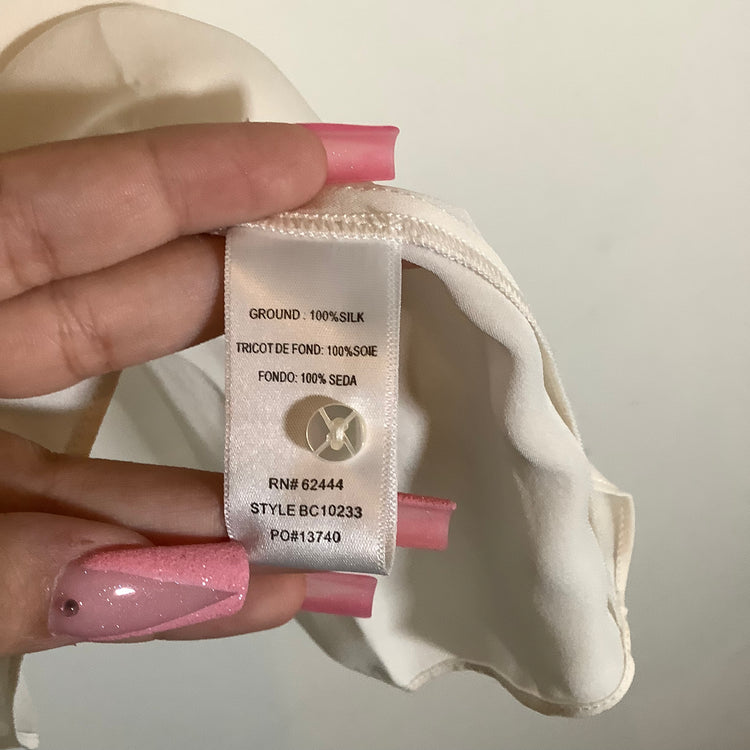 GROUND : 100%SILK
TRICOT DE FOND: 100%SOIE
FONDO: 100% SEDA
RN# 62444
STYLE BC10233
PO#13740